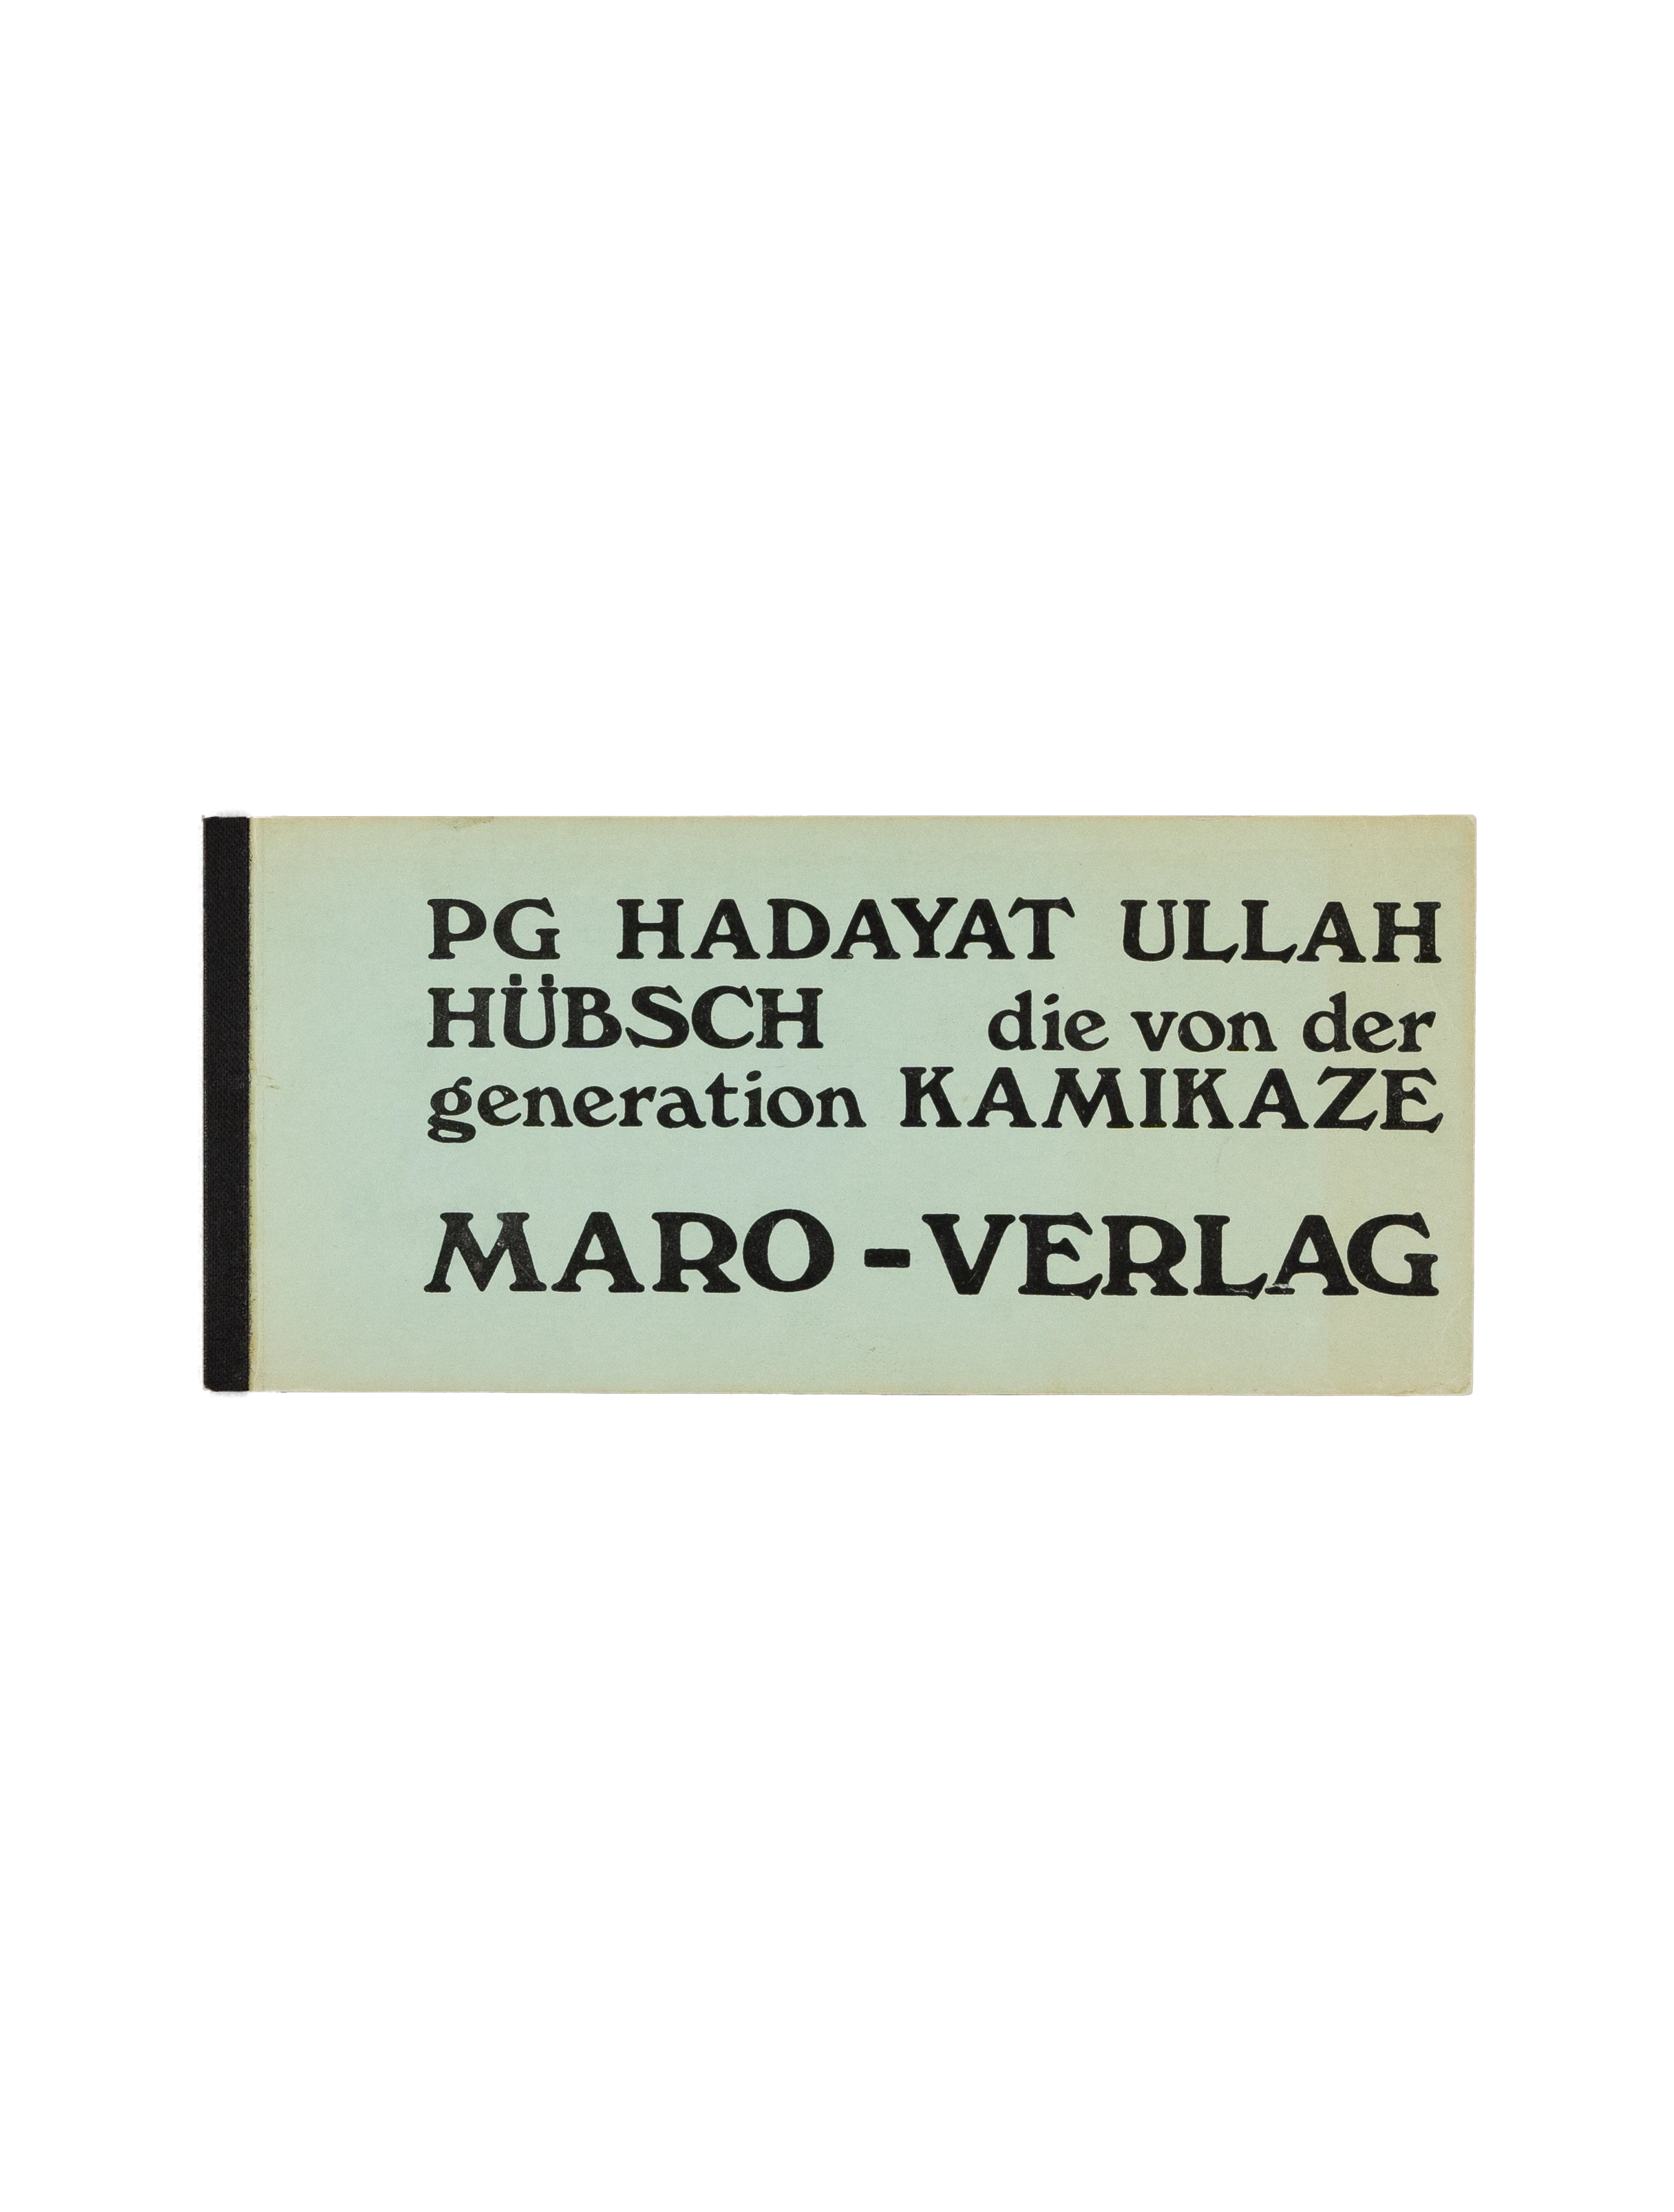 PG HADAYAT ULLAH
HÜBSCH die von der
generation KAMIKAZE
MARO-VERLAG